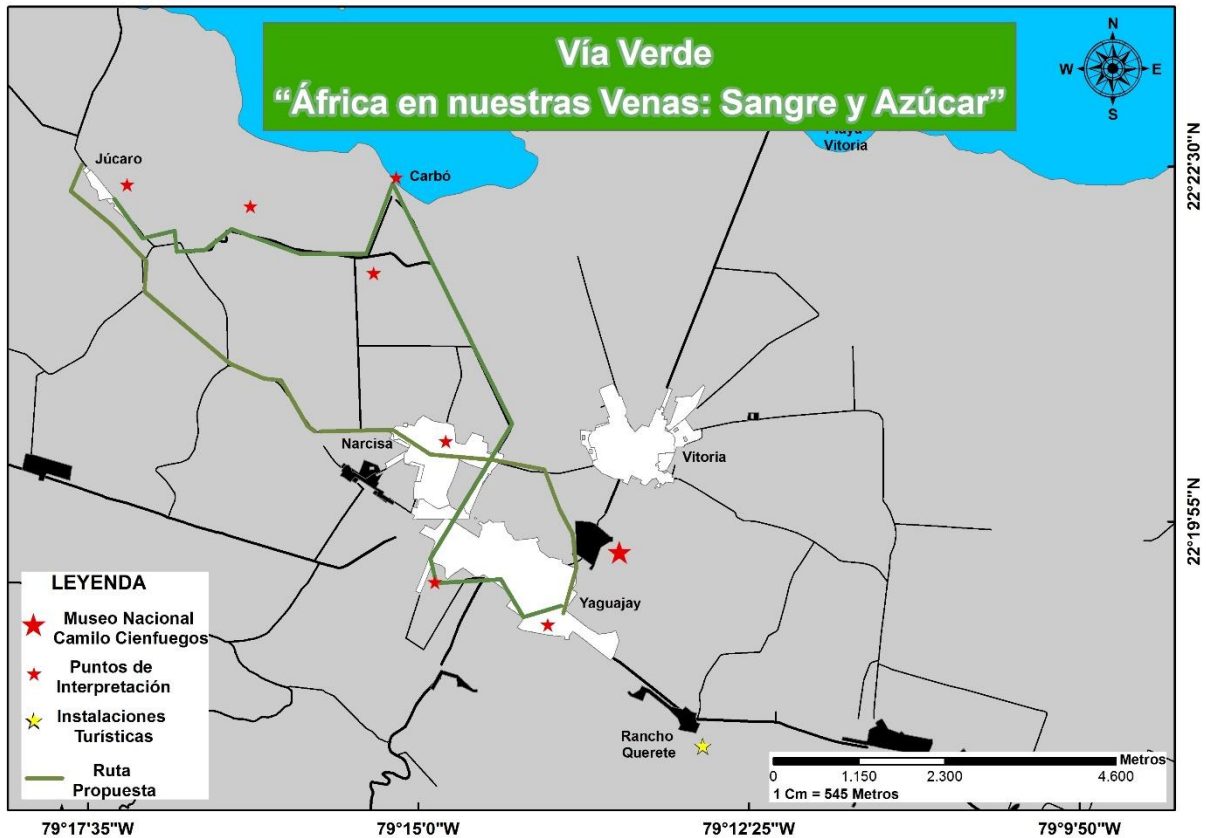 Vía Verde
“África en nuestras Venas: Sangre y Azúcar”
N
W
E
S
Playa
Vitoria
Júcaro
Carbó
22°22'30"N
Narcisa
Vitoria
22°19'55"N
Yaguajay
Rancho
Querete
LEYENDA
Museo Nacional
Camilo Cienfuegos
Puntos de
Interpretación
Instalaciones
Turísticas
Ruta
Propuesta
Metros
0 1.150 2.300 4.600
1 Cm = 545 Metros
79°17'35"W 79°15'0"W 79°12'25"W 79°9'50"W